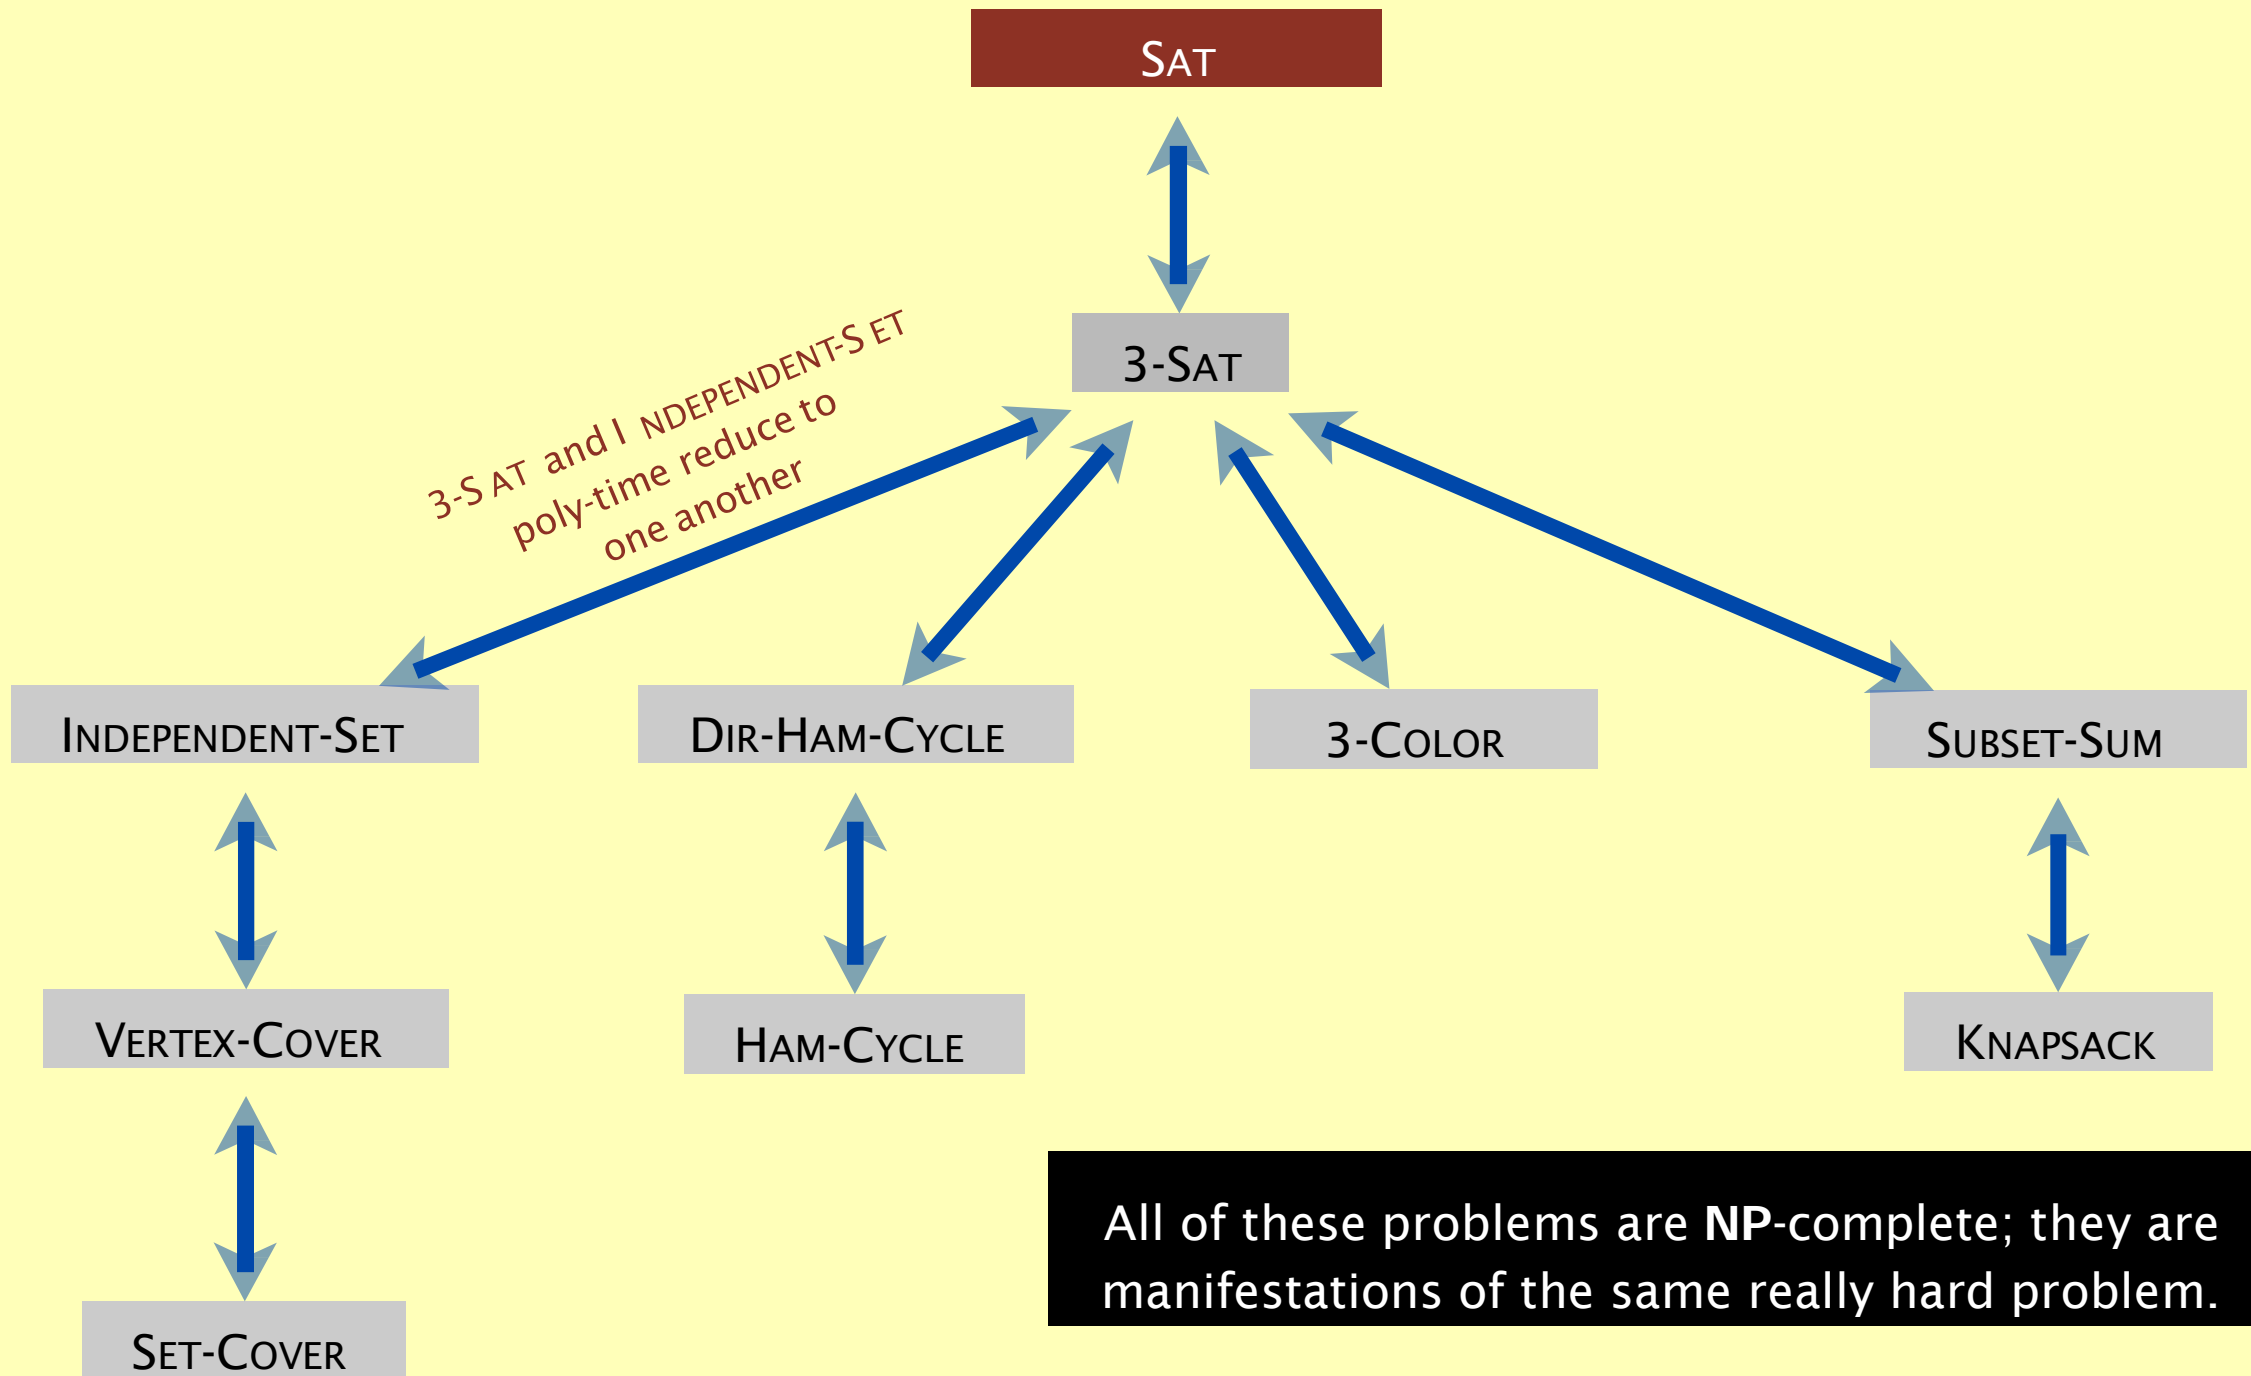 SAT
3-SAT
3-SAT and INDEPENDENT-SET
poly-time reduce to
one another
INDEPENDENT-SET
DIR-HAM-CYCLE
3-COLOR
SUBSET-SUM
VERTEX-COVER
HAM-CYCLE
KNAPSACK
All of these problems are NP-complete; they are
manifestations of the same really hard problem.
SET-COVER